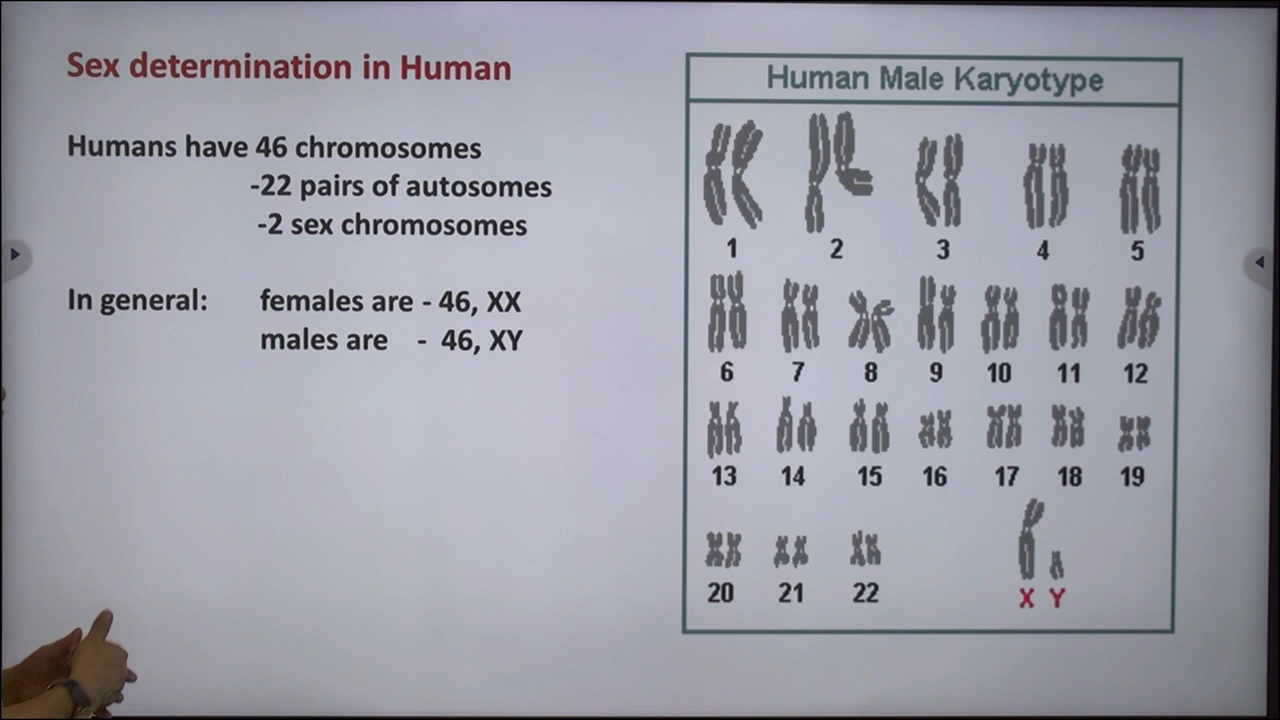 Sex determination in Human
Humans have 46 chromosomes
-22 pairs of autosomes
-2 sex chromosomes
In general: females are - 46, XX
males are - 46, XY
Human Male Karyotype
1 2 3 4 5
6 7 8 9 10 11 12
13 14 15 16 17 18 19
20 21 22 X Y